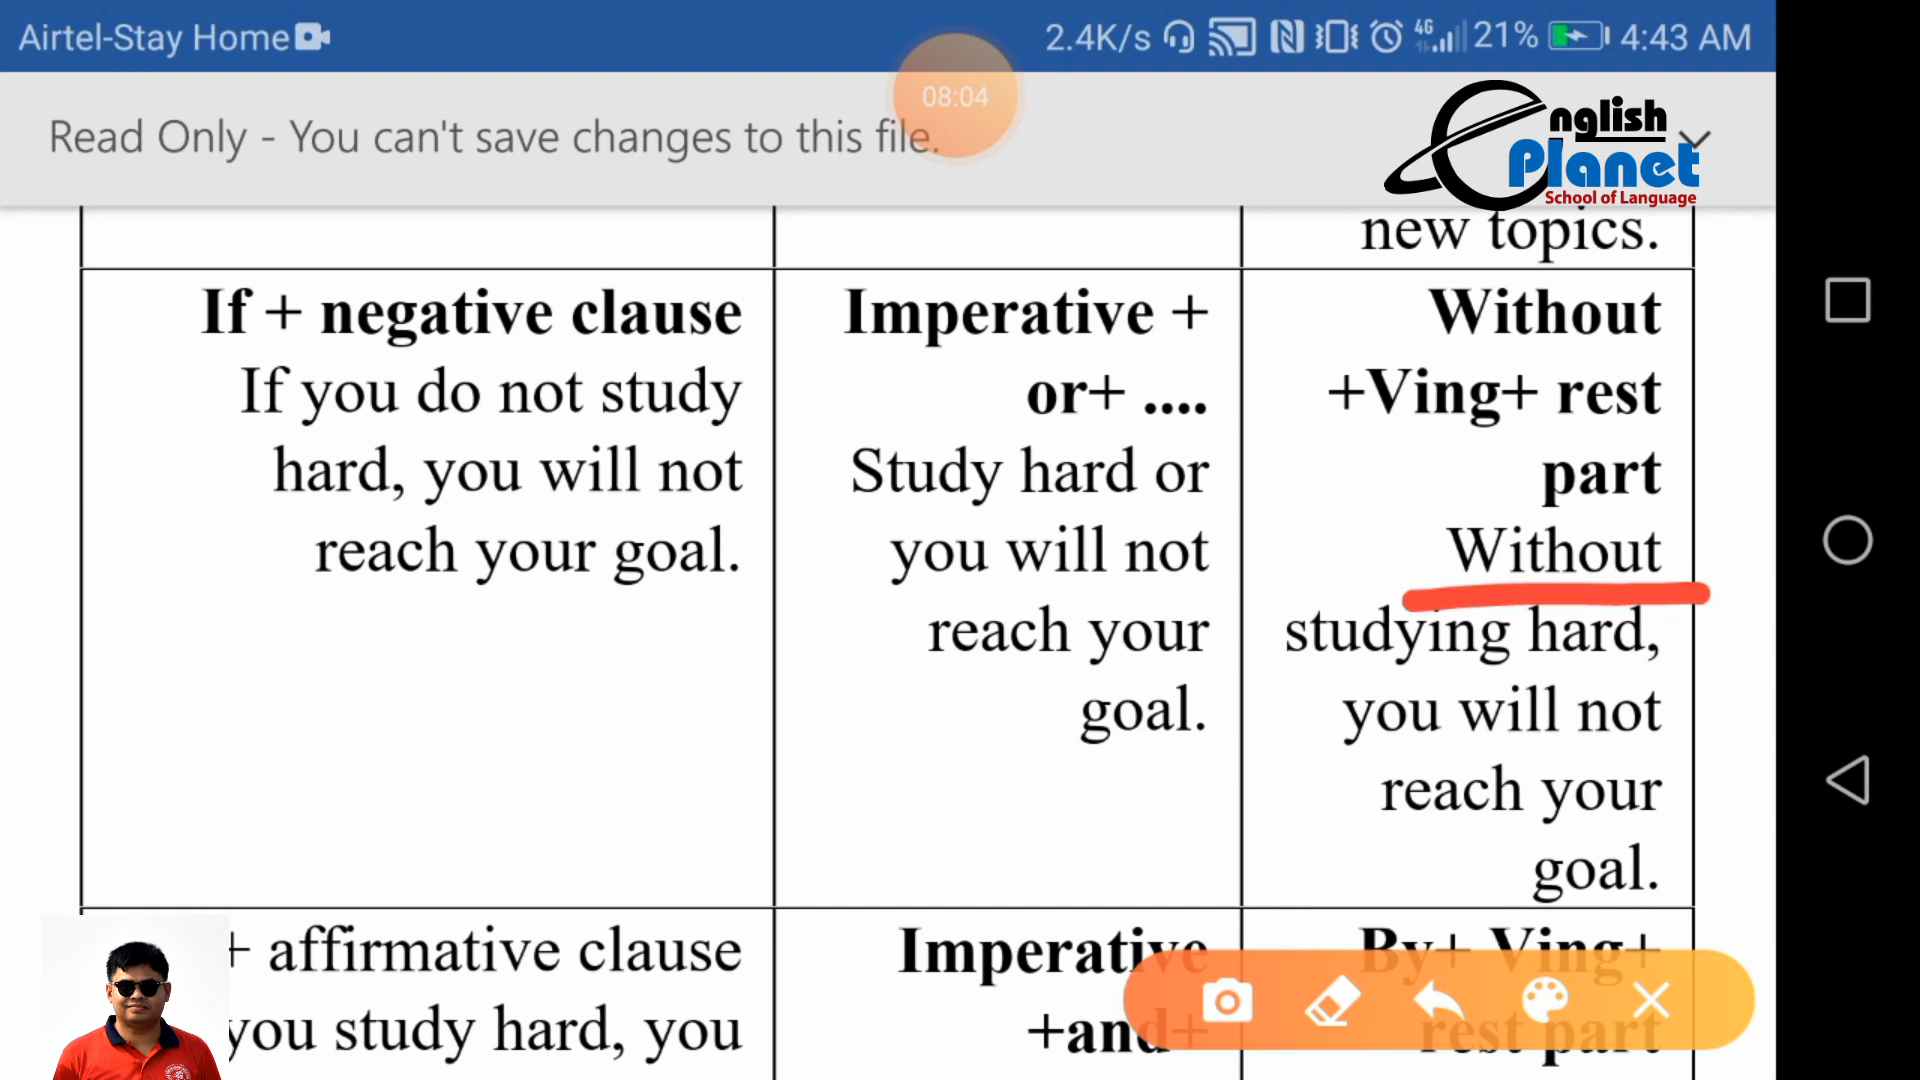 Airtel-Stay Home
2.4K/s
4G
21%
4:43 AM
08:04
Read Only - You can't save changes to this file.
English
Planet
School of Language
new topics.
If + negative clause
If you do not study
hard, you will not
reach your goal.
Imperative +
or+ ....
Study hard or
you will not
reach your
goal.
Without
+Ving+ rest
part
Without
studying hard,
you will not
reach your
goal.
+ affirmative clause
you study hard, you
Imperative
+and+
By+ Ving+
rest part